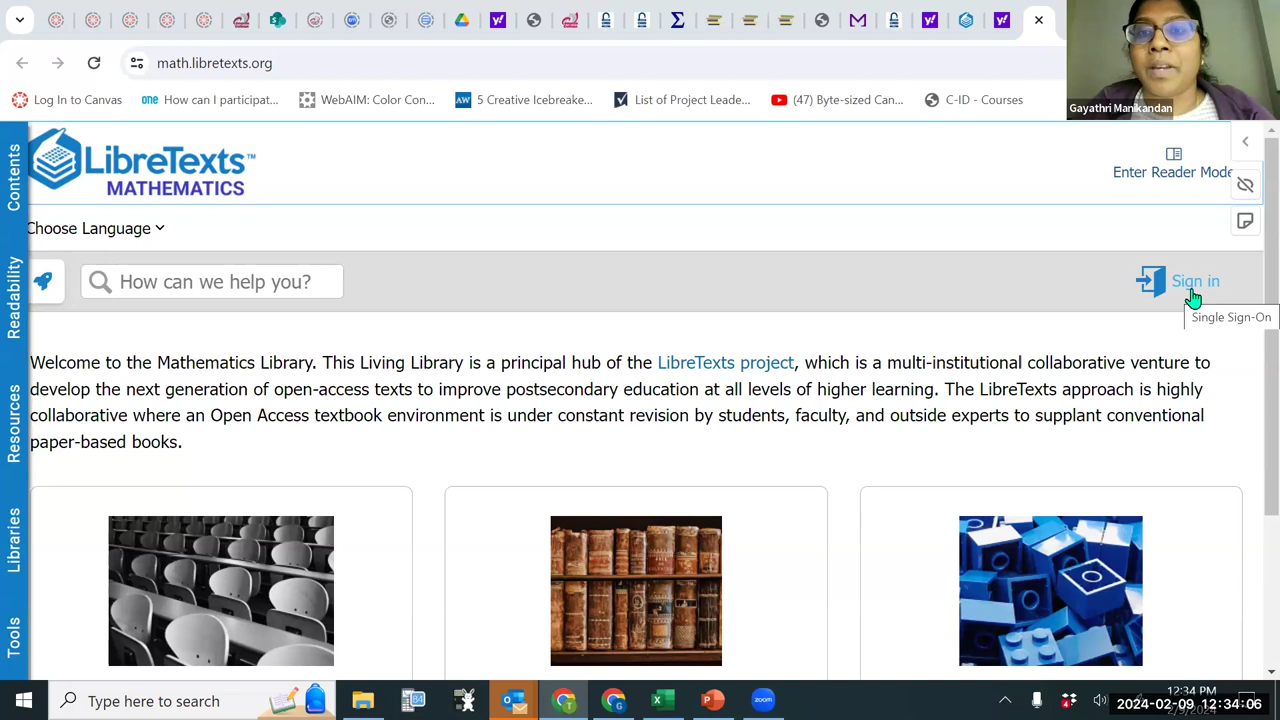 math.libretexts.org
Log In to Canvas
one How can I participat...
WebAIM: Color Con...
AW 5 Creative Icebreake...
List of Project Leade...
(47) Byte-sized Can...
C-ID - Courses
Gayathri Manikandan
Contents
Readability
Resources
Libraries
Tools
LibreTexts™
MATHEMATICS
Enter Reader Mode
Choose Language
How can we help you?
Sign in
Single Sign-On
Welcome to the Mathematics Library. This Living Library is a principal hub of the LibreTexts project, which is a multi-institutional collaborative venture to
develop the next generation of open-access texts to improve postsecondary education at all levels of higher learning. The LibreTexts approach is highly
collaborative where an Open Access textbook environment is under constant revision by students, faculty, and outside experts to supplant conventional
paper-based books.
Type here to search
zoom
12:34 PM
2024-02-09 12:34:06